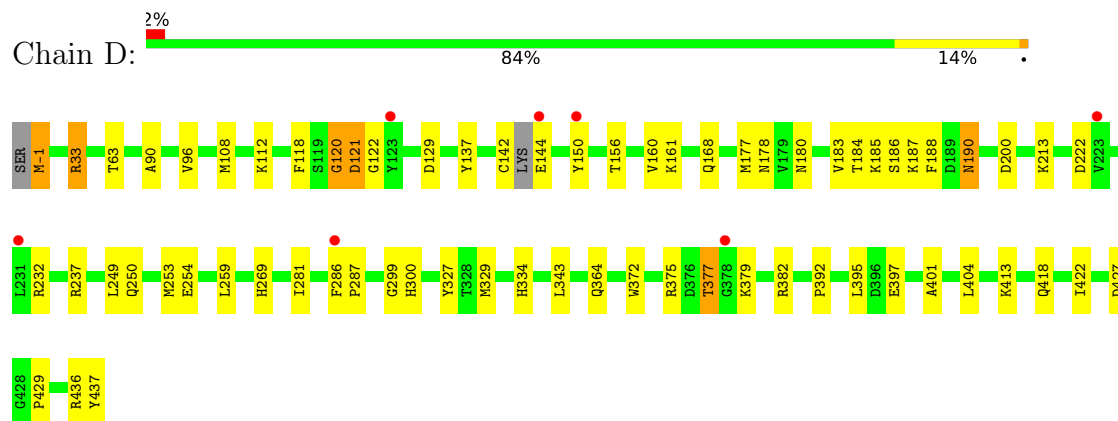 2%
Chain D:
84% 14% •
SER M-1 R33 T63 A90 V96 M108 K112 F118 S119 G120 D121 G122 Y123 D129 Y137 C142 LYS E144 Y150 T156 V160 K161 Q168 M177 N178 V179 N180 V183 T184 K185 S186 K187 F188 D189 N190 D200 K213 D222 V223
L231 R232 R237 L249 Q250 M253 E254 L259 H269 I281 F286 P287 G299 H300 Y327 T328 M329 H334 L343 Q364 W372 R375 D376 T377 G378 K379 R382 P392 L395 D396 E397 A401 L404 K413 Q418 I422
G428 P429 R436 Y437